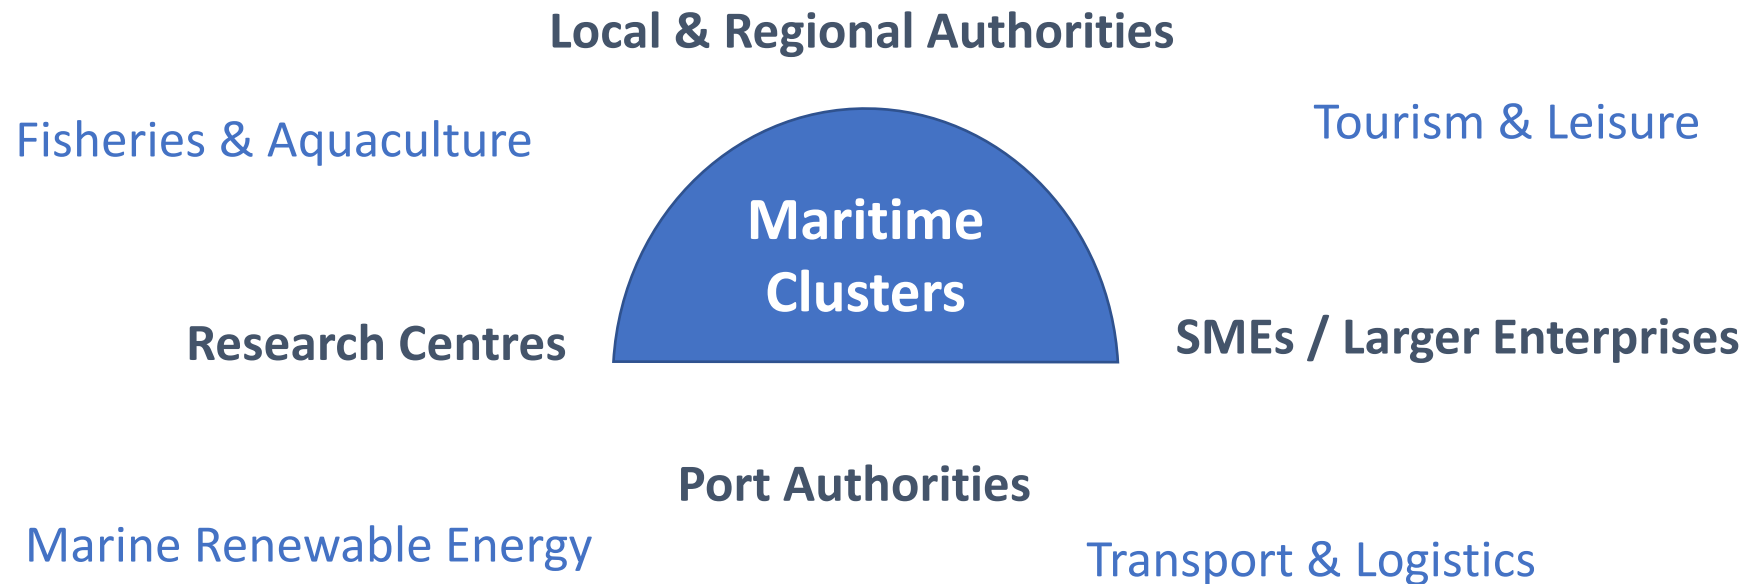 Local & Regional Authorities
Fisheries & Aquaculture
Tourism & Leisure
Maritime
Clusters
Research Centres
SMEs / Larger Enterprises
Port Authorities
Marine Renewable Energy
Transport & Logistics